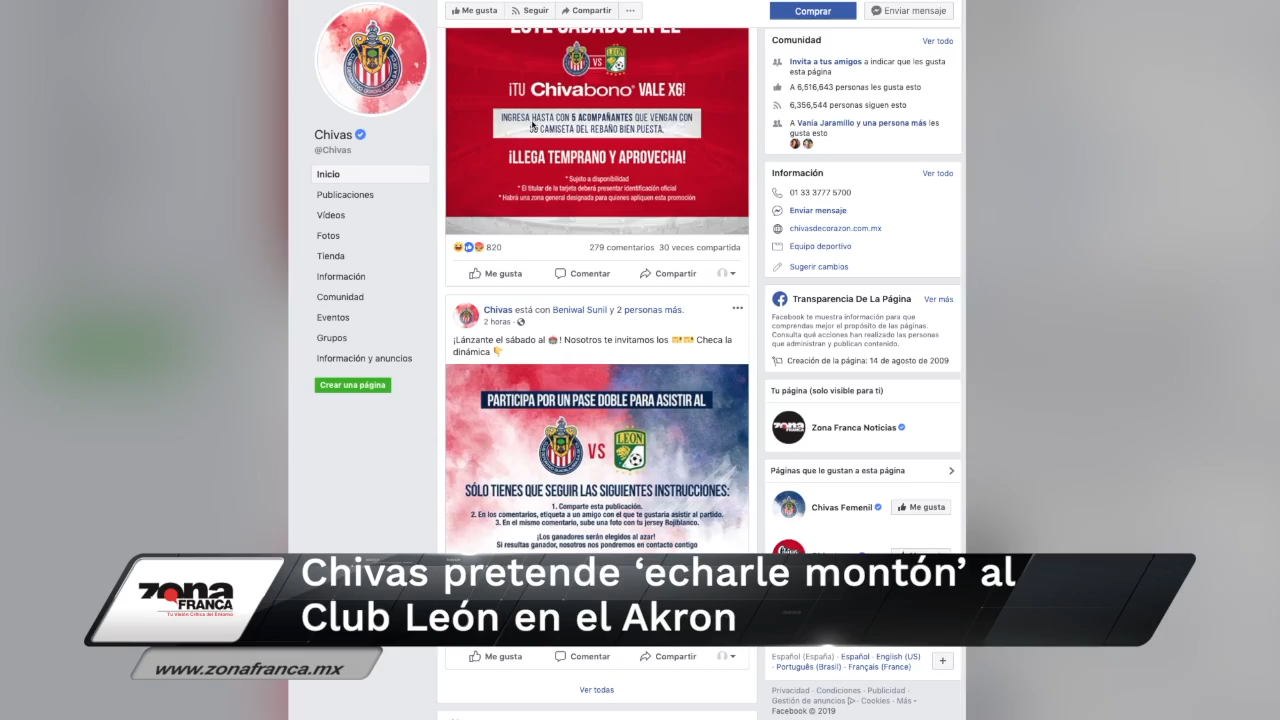 Me gusta
Seguir
Compartir
Comprar
Enviar mensaje
Chivas
@Chivas
Inicio
Publicaciones
Vídeos
Fotos
Tienda
Información
Comunidad
Eventos
Grupos
Información y anuncios
Crear una página
ESTE SÁBADO EN EL
VS
¡TU Chivabono VALE X6!
INGRESA HASTA CON 5 ACOMPAÑANTES QUE VENGAN CON
CAMISETA DEL REBAÑO BIEN PUESTA.
¡LLEGA TEMPRANO Y APROVECHA!
* Sujeto a disponibilidad
* El titular de la tarjeta deberá presentar identificación oficial
* Habrá una zona general designada para quienes apliquen esta promoción
820
279 comentarios 30 veces compartida
Me gusta
Comentar
Compartir
Chivas está con Beniwal Sunil y 2 personas más.
2 horas ·
¡Lánzante el sábado al 🏟️! Nosotros te invitamos los 🎫🎫 Checa la
dinámica 👇
PARTICIPA POR UN PASE DOBLE PARA ASISTIR AL
VS
LEÓN
SÓLO TIENES QUE SEGUIR LAS SIGUIENTES INSTRUCCIONES:
1. Comparte esta publicación.
2. En los comentarios, etiqueta a un amigo con el que te gustaría asistir al partido.
3. En el mismo comentario, sube una foto con tu jersey Rojiblanco.
¡Los ganadores serán elegidos al azar!
Si resultas ganador, nosotros nos pondremos en contacto contigo
Me gusta
Comentar
Compartir
Ver todas
Comunidad
Ver todo
Invita a tus amigos a indicar que les gusta
esta página
A 6,516,643 personas les gusta esto
6,356,544 personas siguen esto
A Vania Jaramillo y una persona más les
gusta esto
Información
Ver todo
01 33 3777 5700
Enviar mensaje
chivasdecorazon.com.mx
Equipo deportivo
Sugerir cambios
Transparencia De La Página
Ver más
Facebook te muestra información para que
comprendas mejor el propósito de las páginas.
Consulta qué acciones han realizado las personas
que administran y publican contenido.
Creación de la página: 14 de agosto de 2009
Tu página (solo visible para ti)
ZONA FRANCA
Zona Franca Noticias
Páginas que le gustan a esta página
Chivas Femenil
Me gusta
Español (España) · Español · English (US)
· Português (Brasil) · Français (France)
Privacidad · Condiciones · Publicidad ·
Gestión de anuncios · Cookies · Más
Facebook © 2019
ZONA
FRANCA
Tu Visión Crítica del Entorno
Chivas pretende ‘echarle montón’ al
Club León en el Akron
www.zonafranca.mx